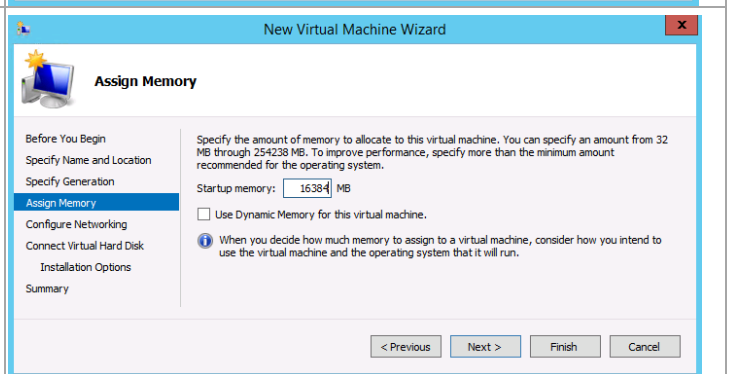 New Virtual Machine Wizard
x
Assign Memory
Before You Begin
Specify Name and Location
Specify Generation
Assign Memory
Configure Networking
Connect Virtual Hard Disk
Installation Options
Summary
Specify the amount of memory to allocate to this virtual machine. You can specify an amount from 32
MB through 254238 MB. To improve performance, specify more than the minimum amount
recommended for the operating system.
Startup memory: 16384 MB
Use Dynamic Memory for this virtual machine.
When you decide how much memory to assign to a virtual machine, consider how you intend to
use the virtual machine and the operating system that it will run.
< Previous Next > Finish Cancel